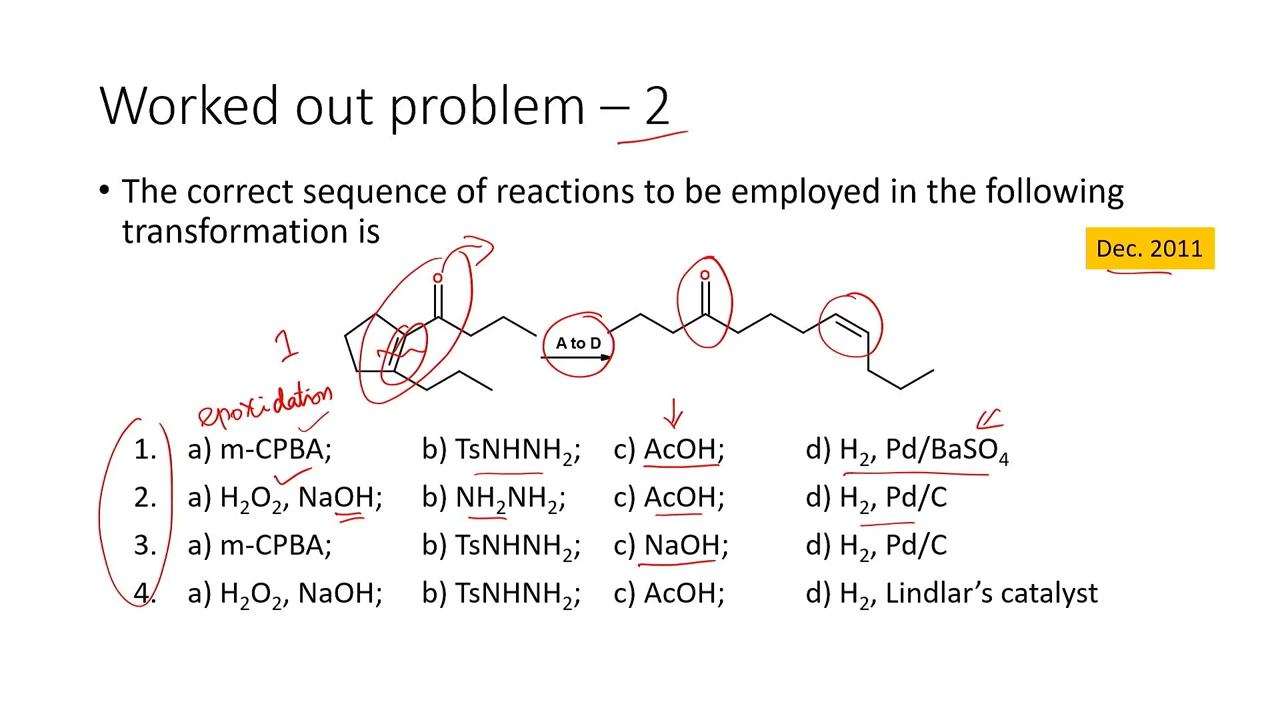 Worked out problem – 2
• The correct sequence of reactions to be employed in the following
transformation is
Dec. 2011
O
O
A to D
1
epoxidation
1. a) m-CPBA; b) TsNHNH₂; c) AcOH; d) H₂, Pd/BaSO₄
2. a) H₂O₂, NaOH; b) NH₂NH₂; c) AcOH; d) H₂, Pd/C
3. a) m-CPBA; b) TsNHNH₂; c) NaOH; d) H₂, Pd/C
4. a) H₂O₂, NaOH; b) TsNHNH₂; c) AcOH; d) H₂, Lindlar’s catalyst